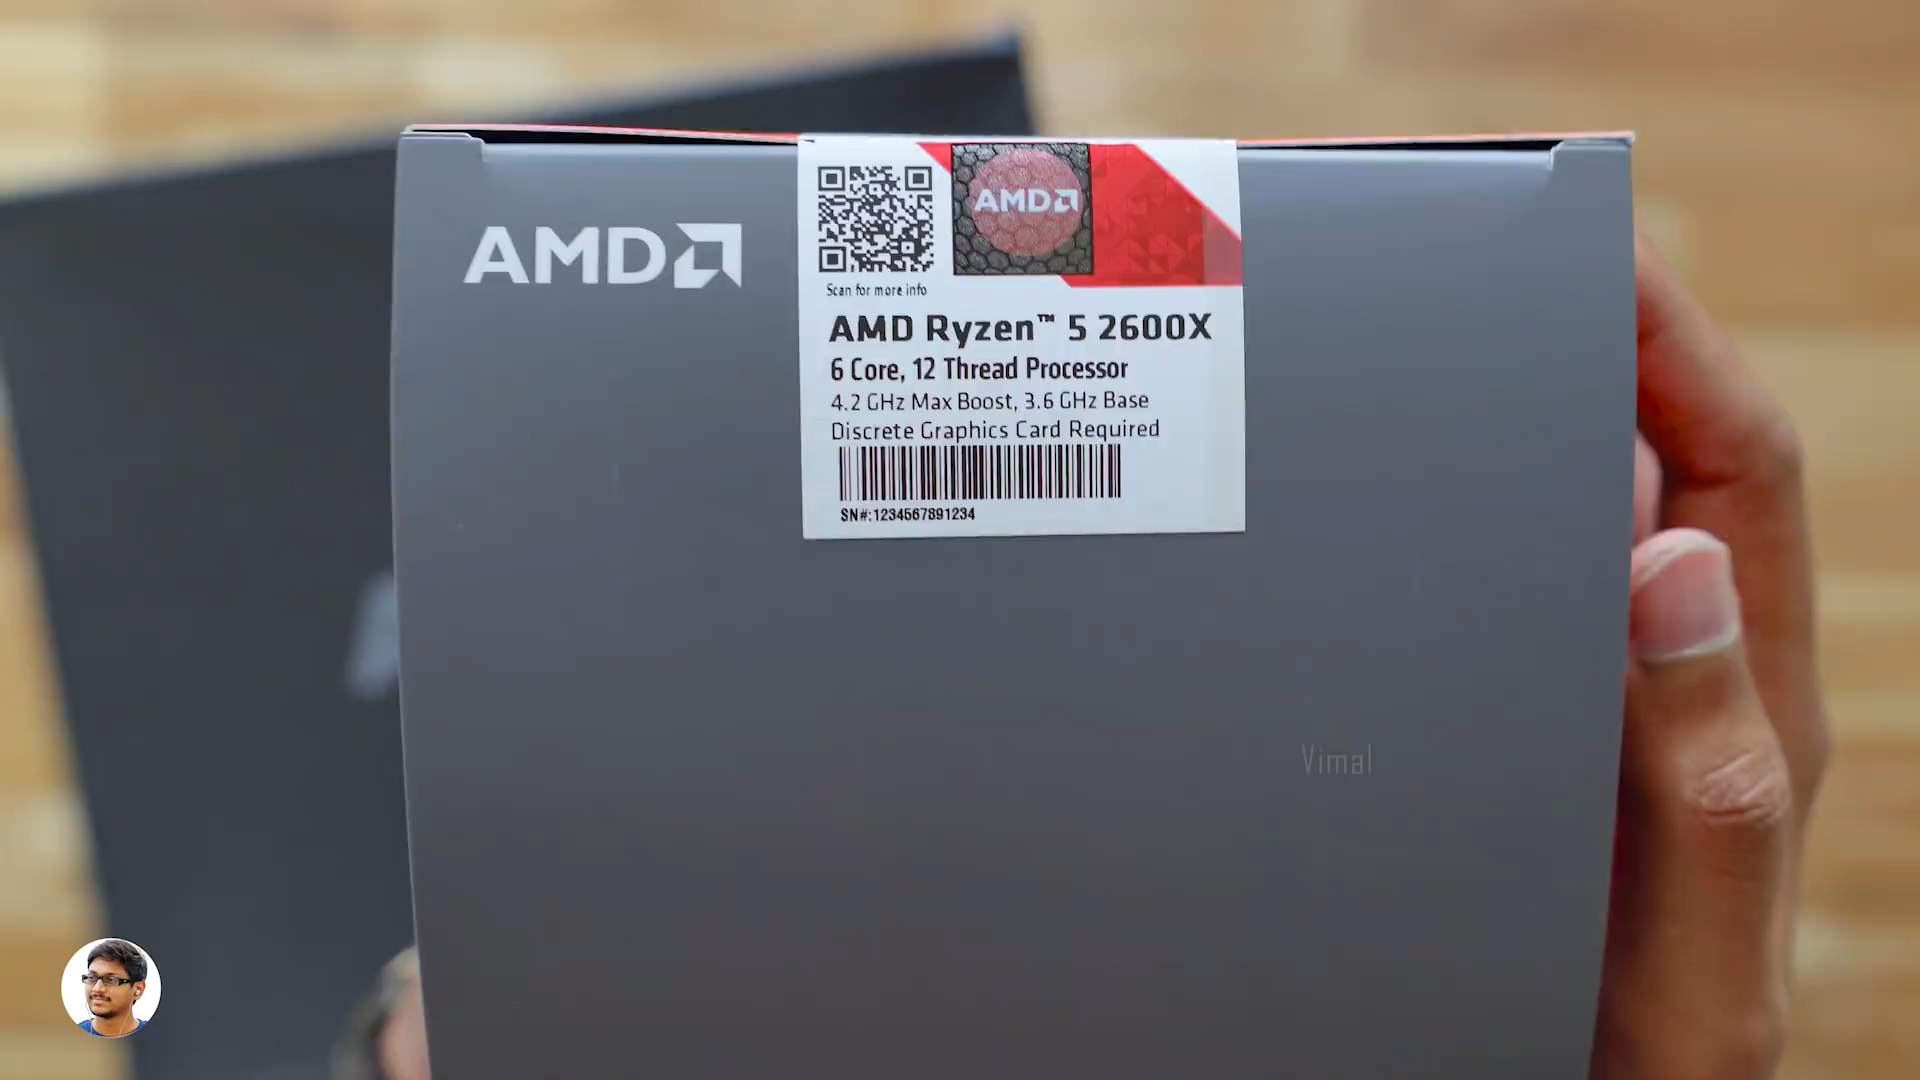 AMD
AMD
Scan for more info
AMD Ryzen™ 5 2600X
6 Core, 12 Thread Processor
4.2 GHz Max Boost, 3.6 GHz Base
Discrete Graphics Card Required
SN#:1234567891234
Vimal